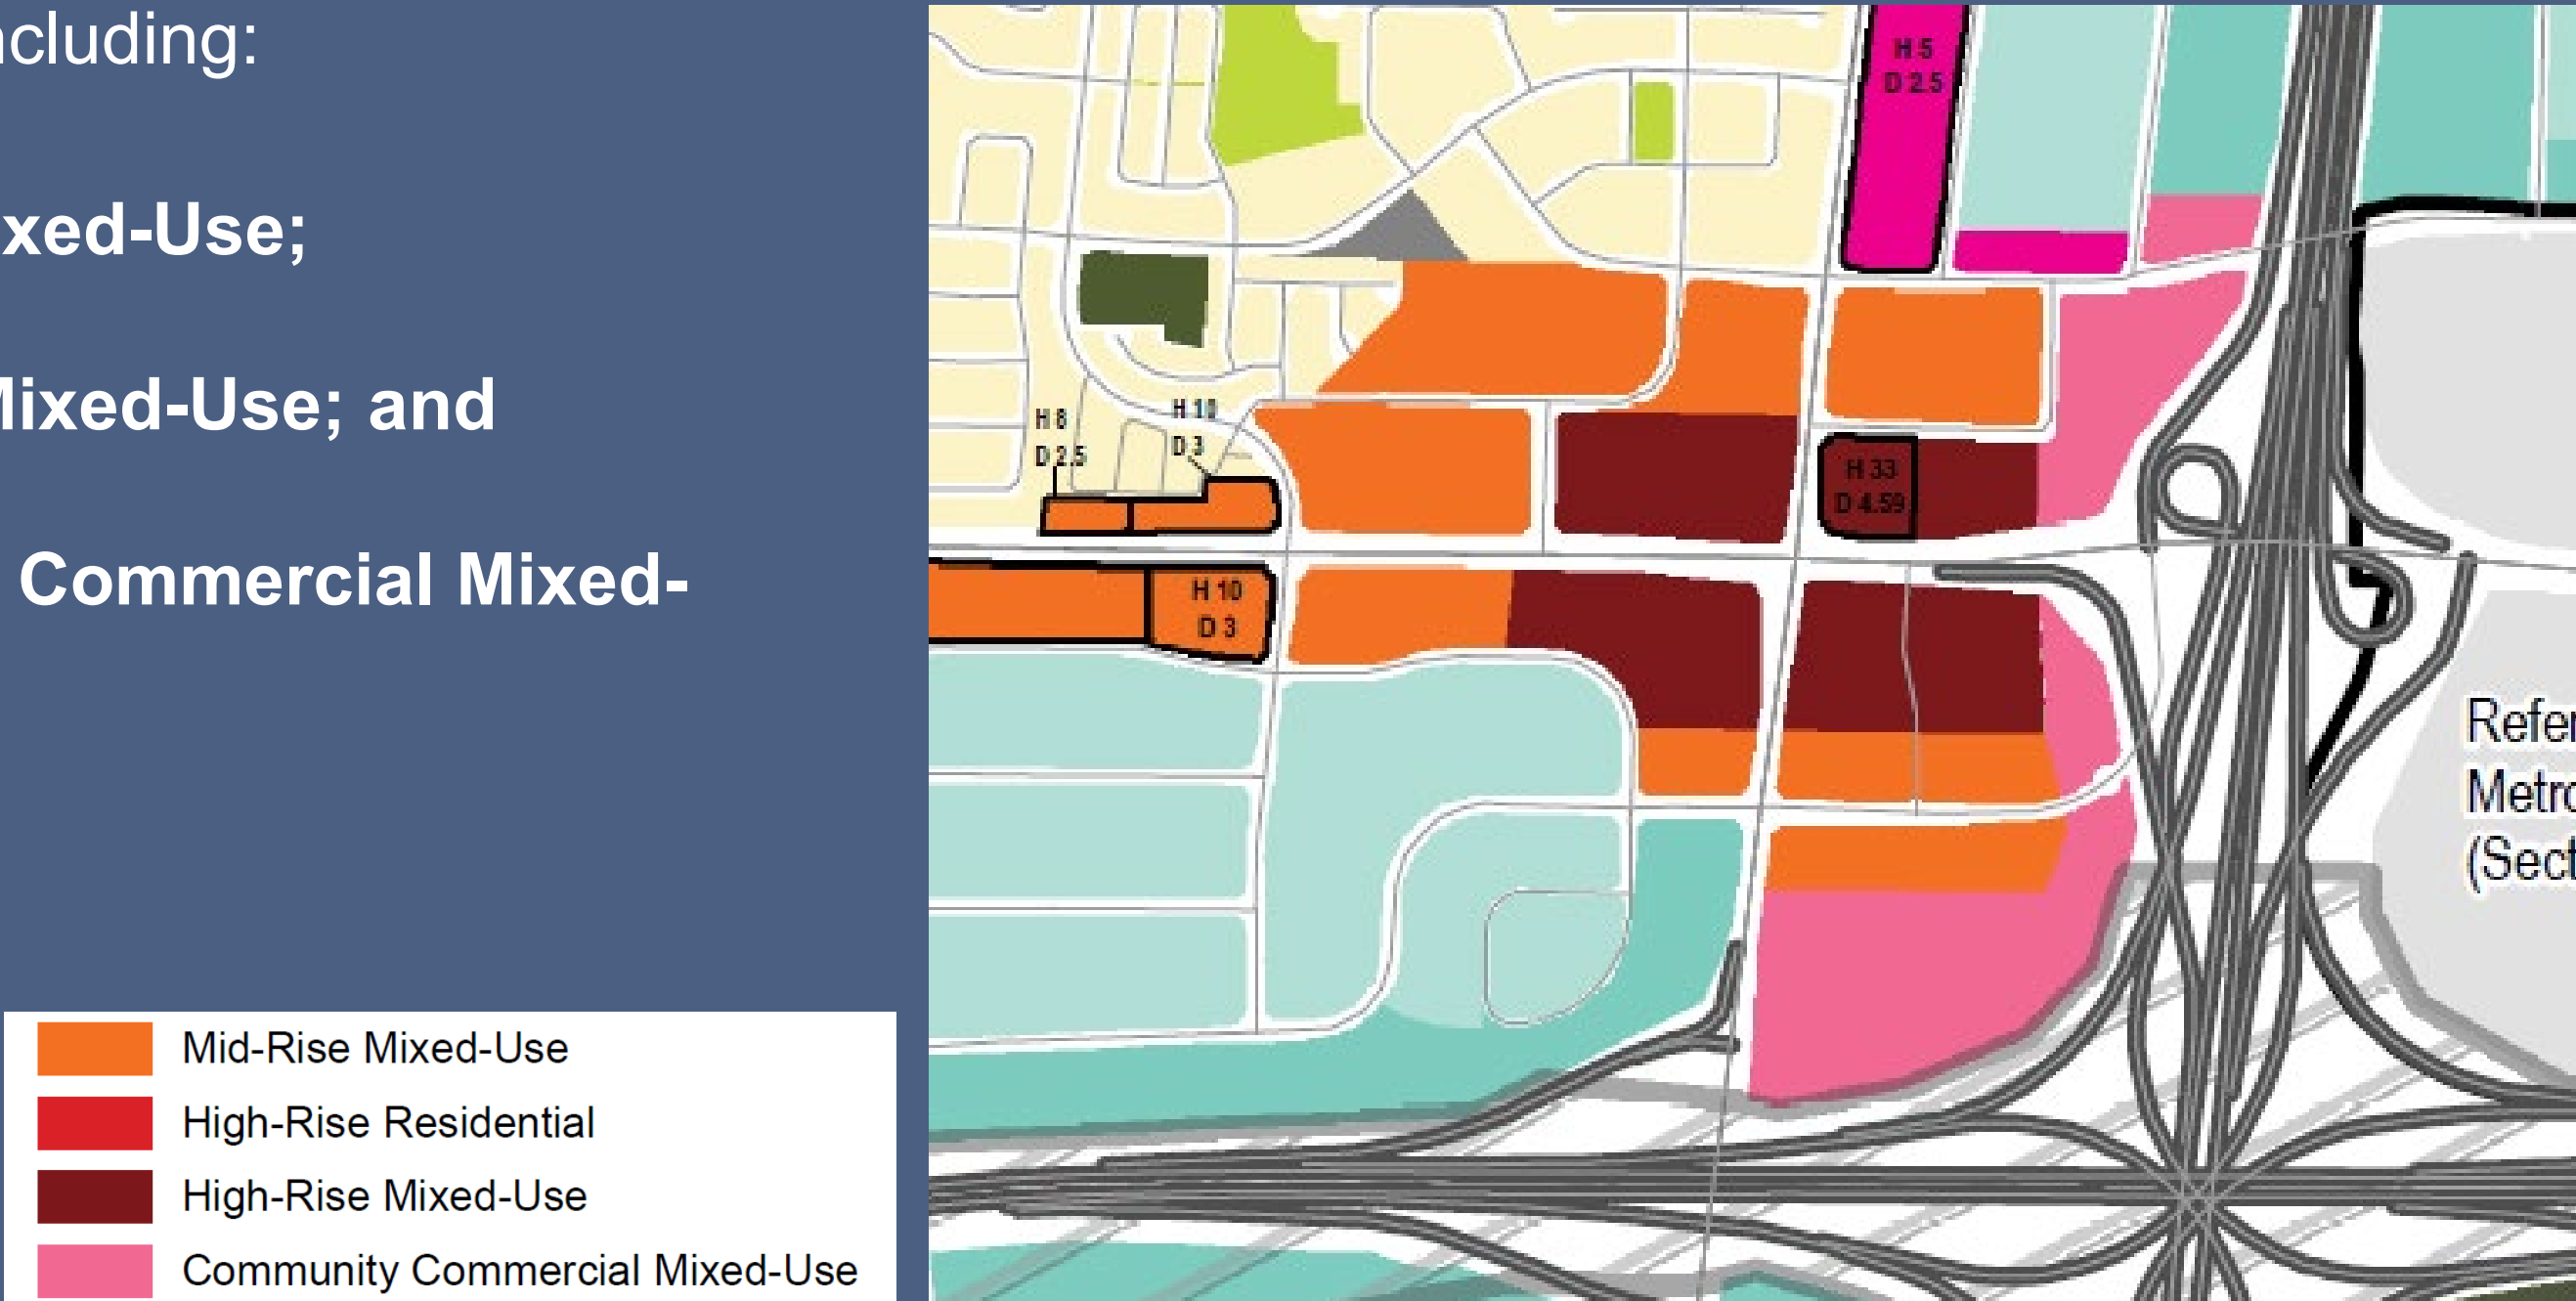 ncluding:
xed-Use;
Mixed-Use; and
Commercial Mixed-
Mid-Rise Mixed-Use
High-Rise Residential
High-Rise Mixed-Use
Community Commercial Mixed-Use
H 5
D 2.5
H 8
D 2.5
H 10
D 3
H 33
D 4.59
H 10
D 3
Refer
Metro
(Sect